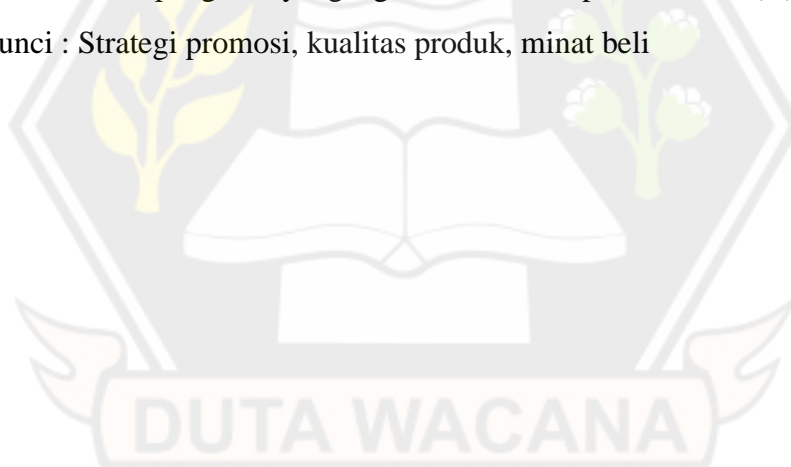 unci : Strategi promosi, kualitas produk, minat beli
DUTA WACANA